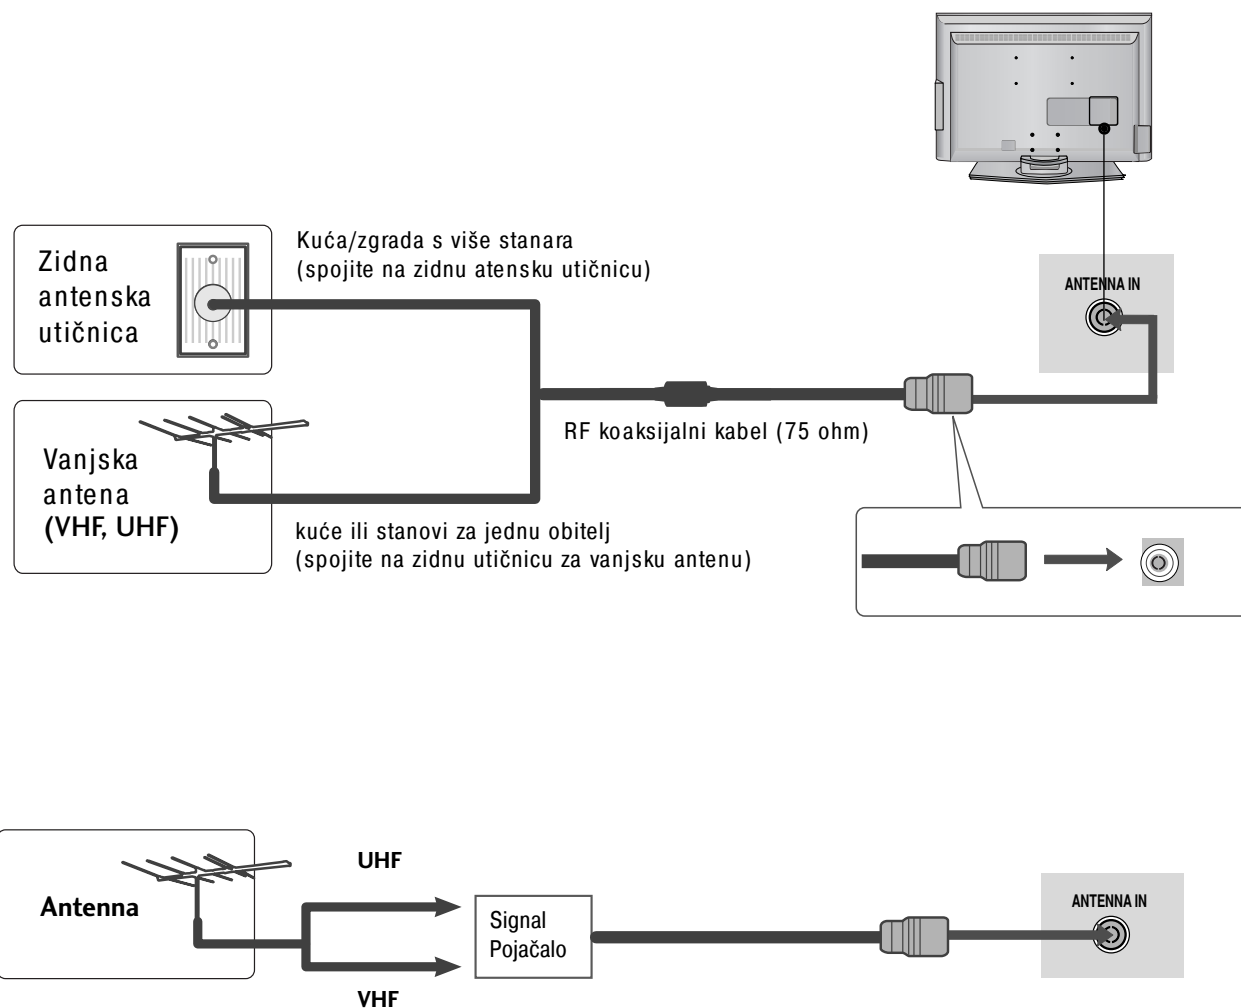 Zidna
antenska
utičnica
Kuća/zgrada s više stanara
(spojite na zidnu atensku utičnicu)
ANTENNA IN
RF koaksijalni kabel (75 ohm)
Vanjska
antena
(VHF, UHF)
kuće ili stanovi za jednu obitelj
(spojite na zidnu utičnicu za vanjsku antenu)
Antenna
UHF
VHF
Signal
Pojačalo
ANTENNA IN